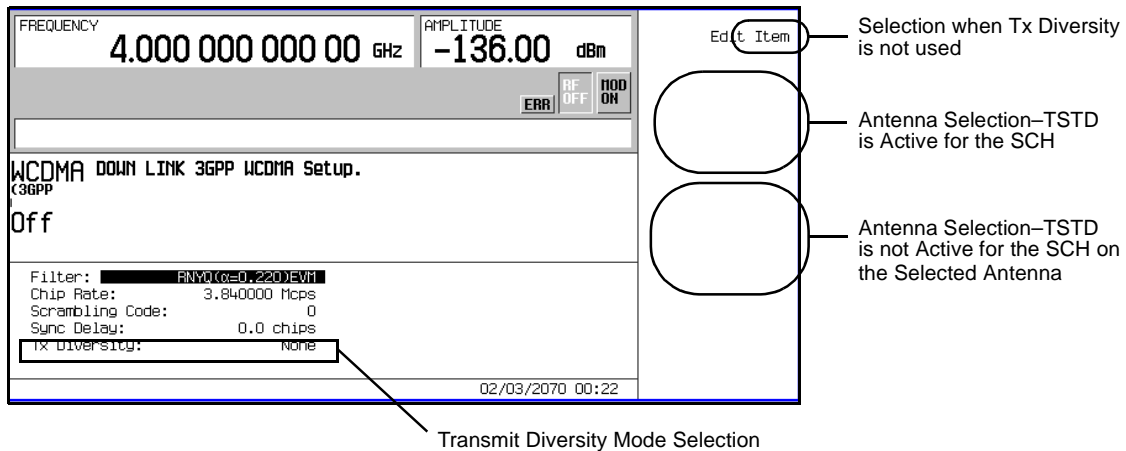 FREQUENCY
4.000 000 000 00 GHz
AMPLITUDE
-136.00 dBm
ERR
RF OFF
MOD ON
Edit Item
Selection when Tx Diversity
is not used
Antenna Selection–TSTD
is Active for the SCH
Antenna Selection–TSTD
is not Active for the SCH on
the Selected Antenna
WCDMA DOWN LINK 3GPP WCDMA Setup.
(3GPP
Off
Filter: RNYQ(α=0.220)EVM
Chip Rate: 3.840000 Mcps
Scrambling Code: 0
Sync Delay: 0.0 chips
Tx Diversity: None
02/03/2070 00:22
Transmit Diversity Mode Selection